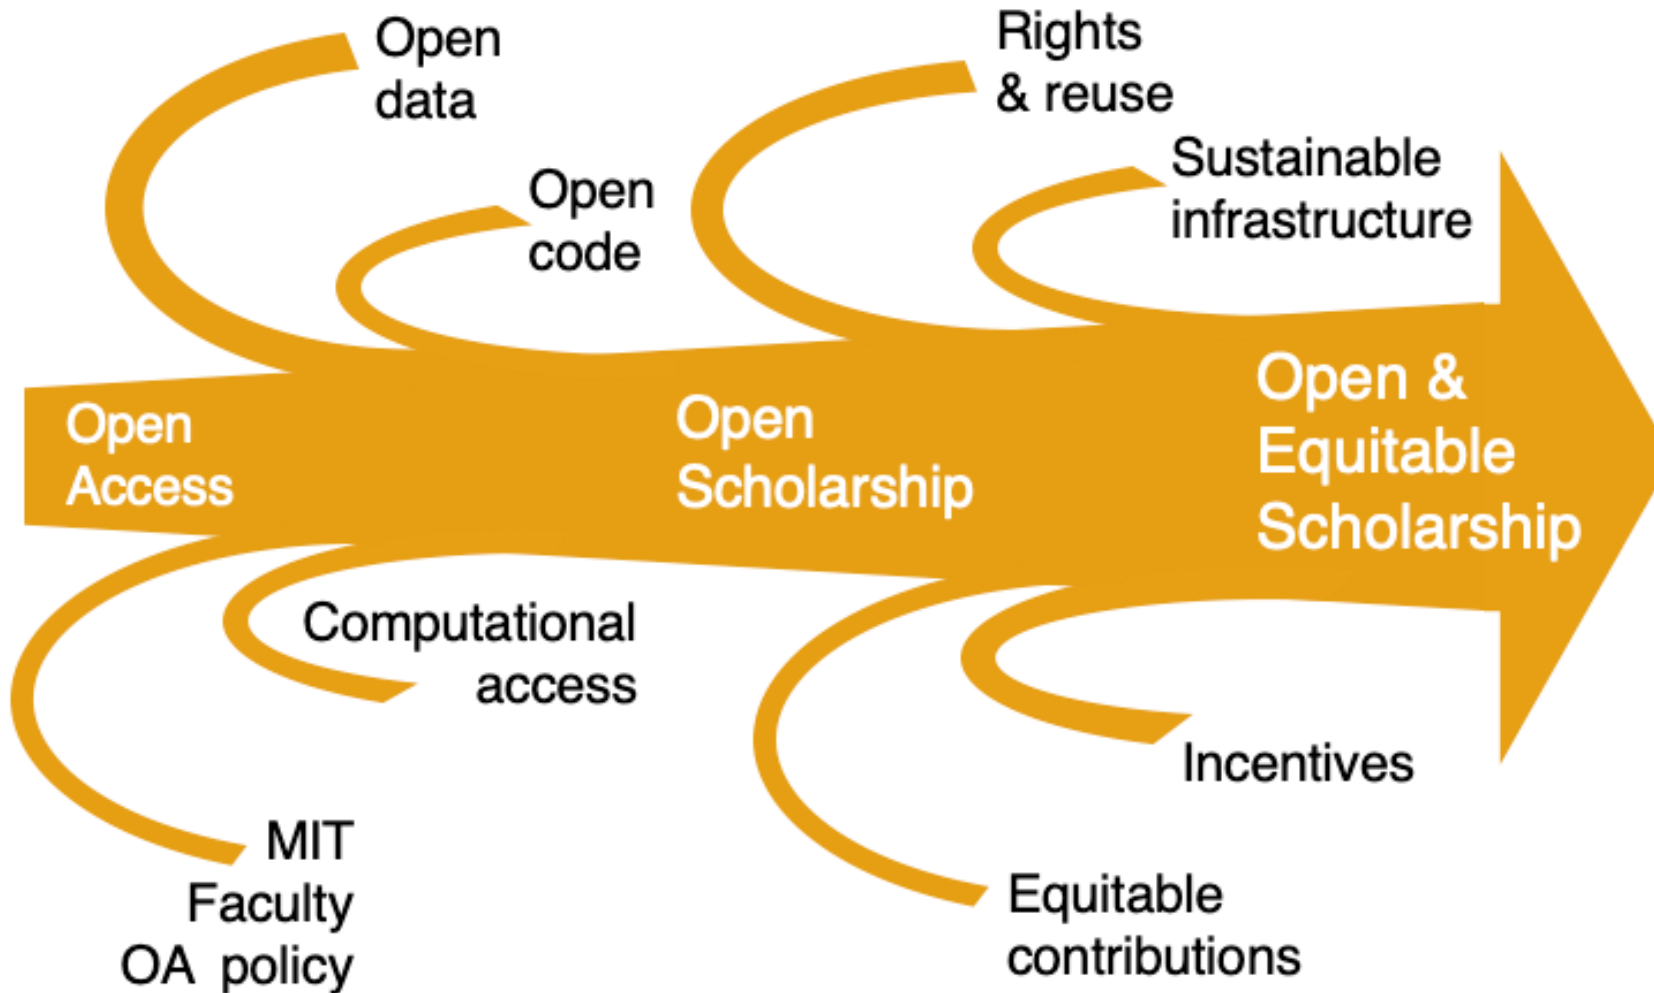 Open
data
Open
code
Rights
& reuse
Sustainable
infrastructure
Open
Access
Open
Scholarship
Open &
Equitable
Scholarship
Computational
access
MIT
Faculty
OA policy
Incentives
Equitable
contributions